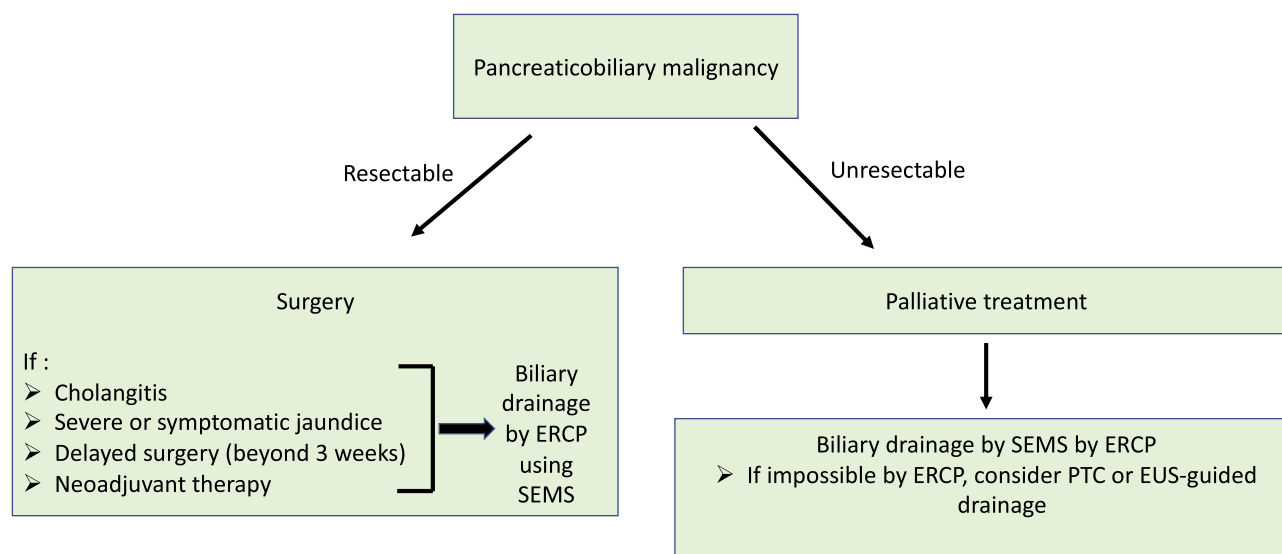 Pancreaticobiliary malignancy
Resectable
Unresectable
Surgery
If :
➢ Cholangitis
➢ Severe or symptomatic jaundice
➢ Delayed surgery (beyond 3 weeks)
➢ Neoadjuvant therapy
Biliary
drainage
by ERCP
using
SEMS
Palliative treatment
Biliary drainage by SEMS by ERCP
➢ If impossible by ERCP, consider PTC or EUS-guided
drainage